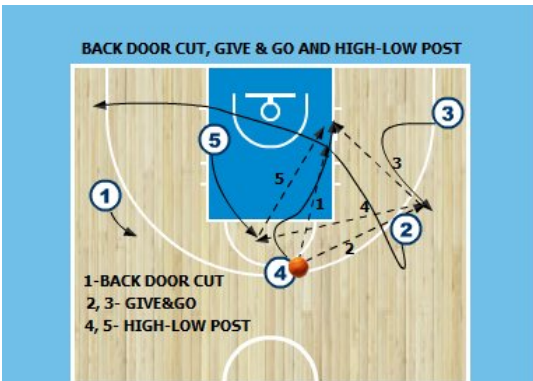 BACK DOOR CUT, GIVE & GO AND HIGH-LOW POST
3
5
3
5
1
1
4
2
2
4
1-BACK DOOR CUT
2, 3- GIVE&GO
4, 5- HIGH-LOW POST